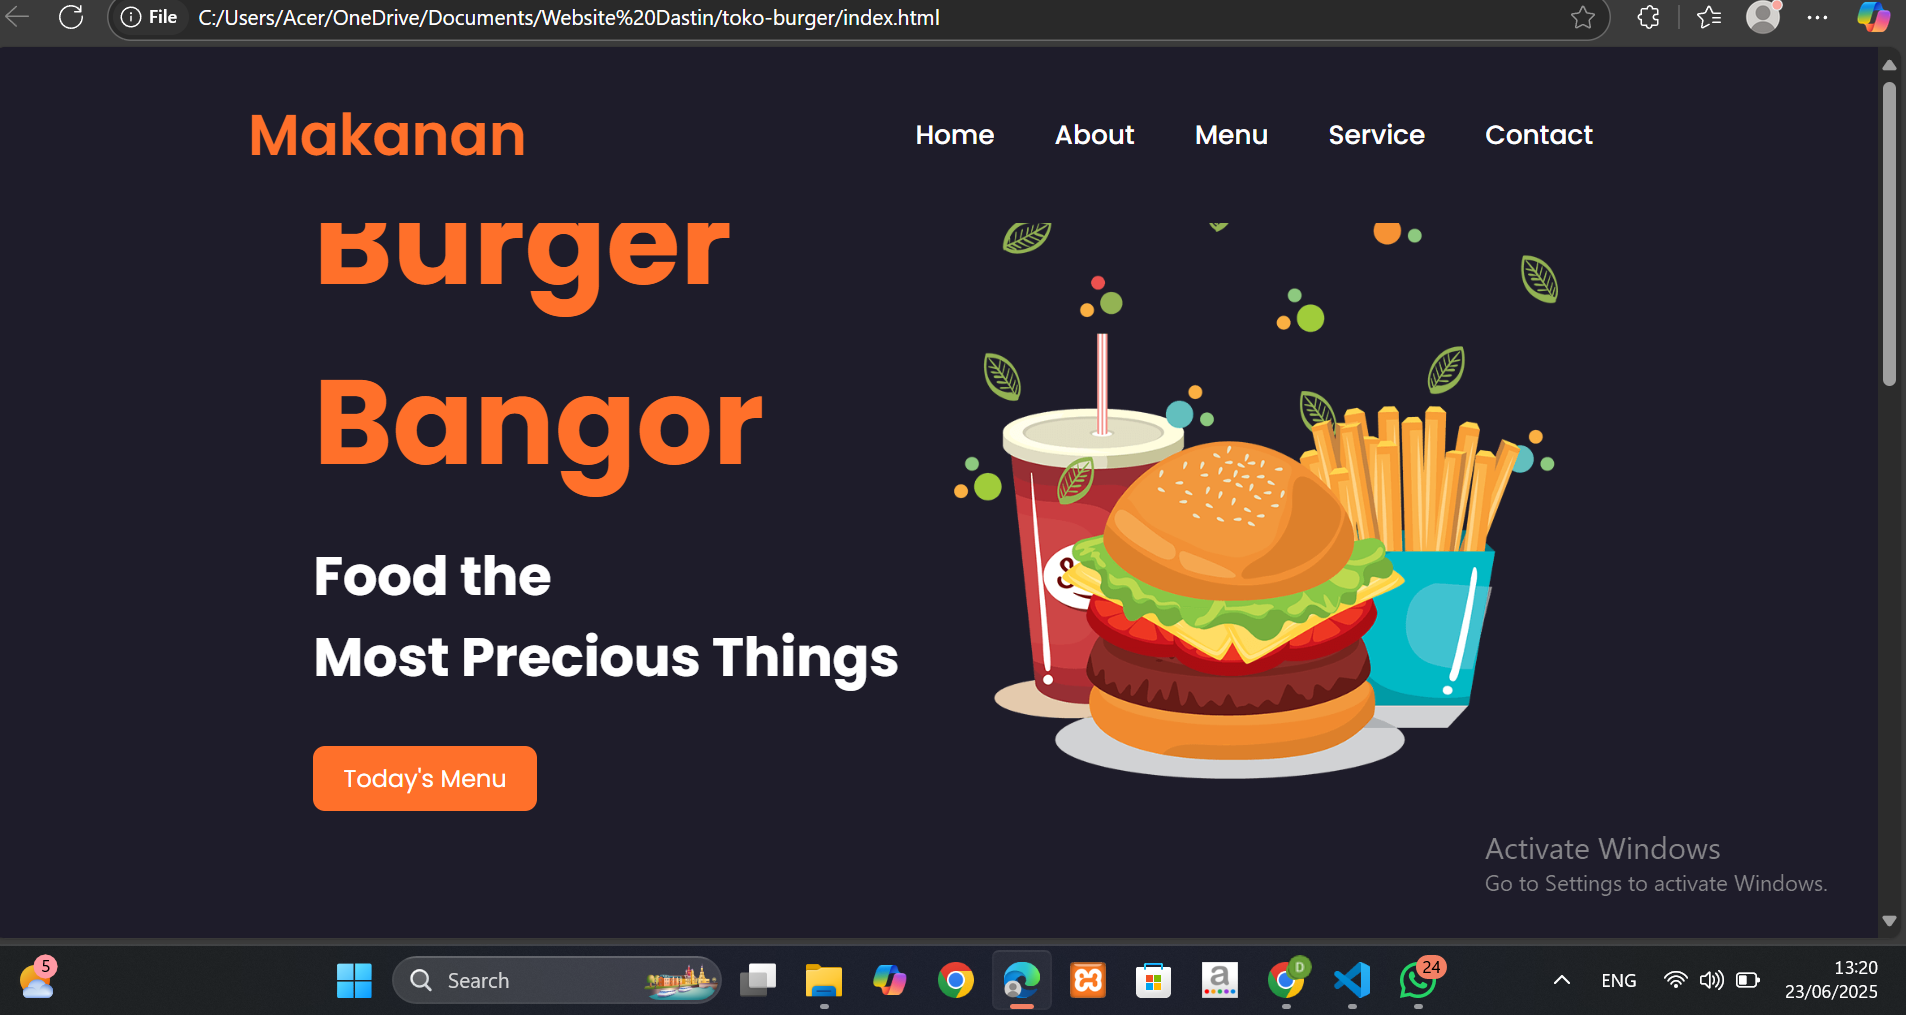 File C:/Users/Acer/OneDrive/Documents/Website%20Dastin/toko-burger/index.html
Makanan
Home About Menu Service Contact
Burger
Bangor
Food the
Most Precious Things
Today's Menu
Activate Windows
Go to Settings to activate Windows.
5
Search
a
D
24
ENG
13:20
23/06/2025